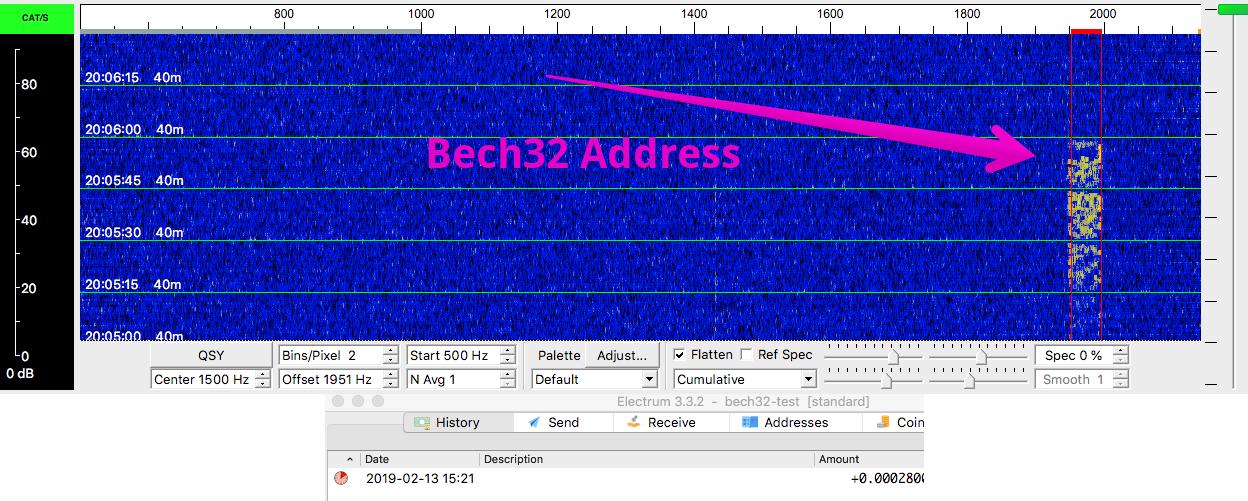 CAT/S
800 1000 1200 1400 1600 1800 2000
80
60
40
20
0
0 dB
20:06:15 40m
20:06:00 40m
Bech32 Address
20:05:45 40m
20:05:30 40m
20:05:15 40m
20:05:00 40m
QSY Bins/Pixel 2 Start 500 Hz Palette Adjust... Flatten Ref Spec Spec 0 %
Center 1500 Hz Offset 1951 Hz N Avg 1 Default Cumulative Smooth 1
Electrum 3.3.2 - bech32-test [standard]
History Send Receive Addresses Coin
Date Description Amount
2019-02-13 15:21 +0.000280